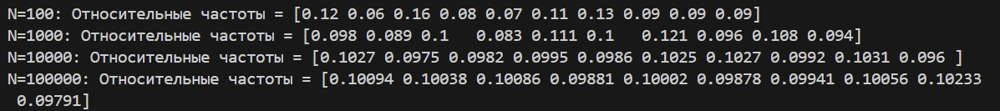 N=100: Относительные частоты = [0.12 0.06 0.16 0.08 0.07 0.11 0.13 0.09 0.09 0.09]
N=1000: Относительные частоты = [0.098 0.089 0.1   0.083 0.111 0.1   0.121 0.096 0.108 0.094]
N=10000: Относительные частоты = [0.1027 0.0975 0.0982 0.0995 0.0986 0.1025 0.1027 0.0992 0.1031 0.096 ]
N=100000: Относительные частоты = [0.10094 0.10038 0.10086 0.09881 0.10002 0.09878 0.09941 0.10056 0.10233
 0.09791]